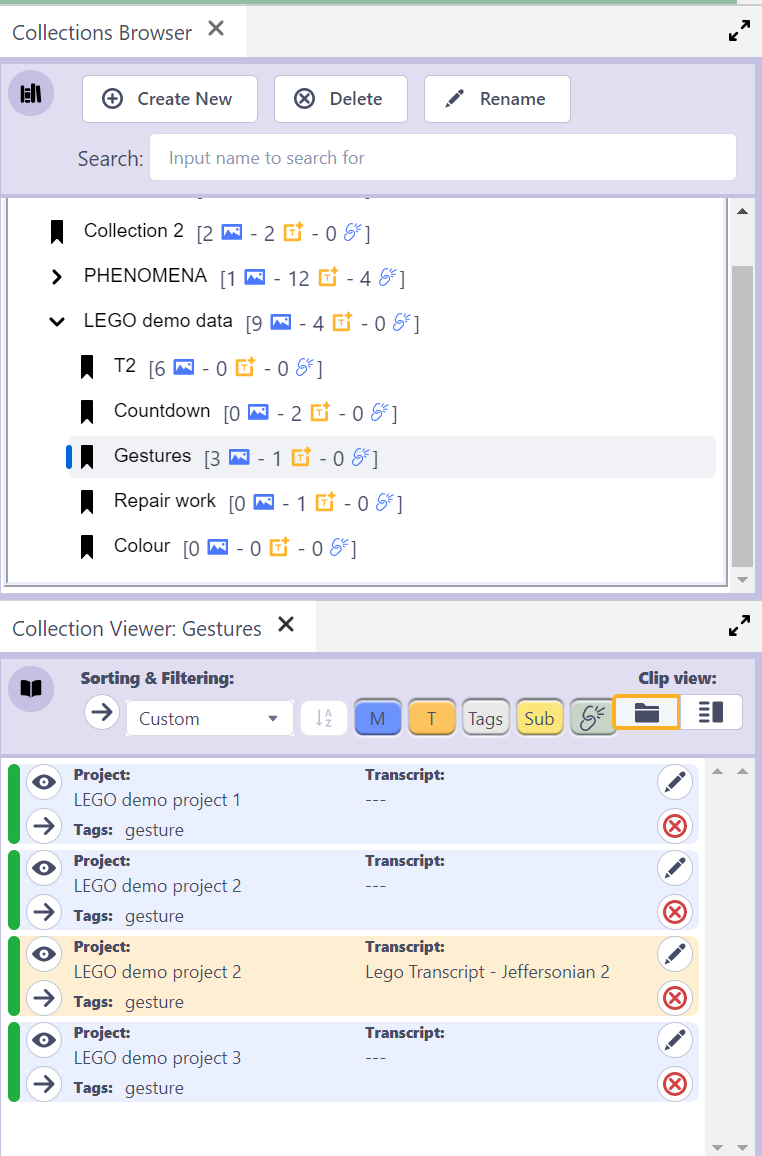 Collections Browser
Create New Delete Rename
Search: Input name to search for
Collection 2 [2 - 2 - 0 ]
PHENOMENA [1 - 12 - 4 ]
LEGO demo data [9 - 4 - 0 ]
T2 [6 - 0 - 0 ]
Countdown [0 - 2 - 0 ]
Gestures [3 - 1 - 0 ]
Repair work [0 - 1 - 0 ]
Colour [0 - 0 - 0 ]
Collection Viewer: Gestures
Sorting & Filtering: Clip view:
Custom M T Tags Sub
Project: Transcript:
LEGO demo project 1 ---
Tags: gesture
Project: Transcript:
LEGO demo project 2 ---
Tags: gesture
Project: Transcript:
LEGO demo project 2 Lego Transcript - Jeffersonian 2
Tags: gesture
Project: Transcript:
LEGO demo project 3 ---
Tags: gesture